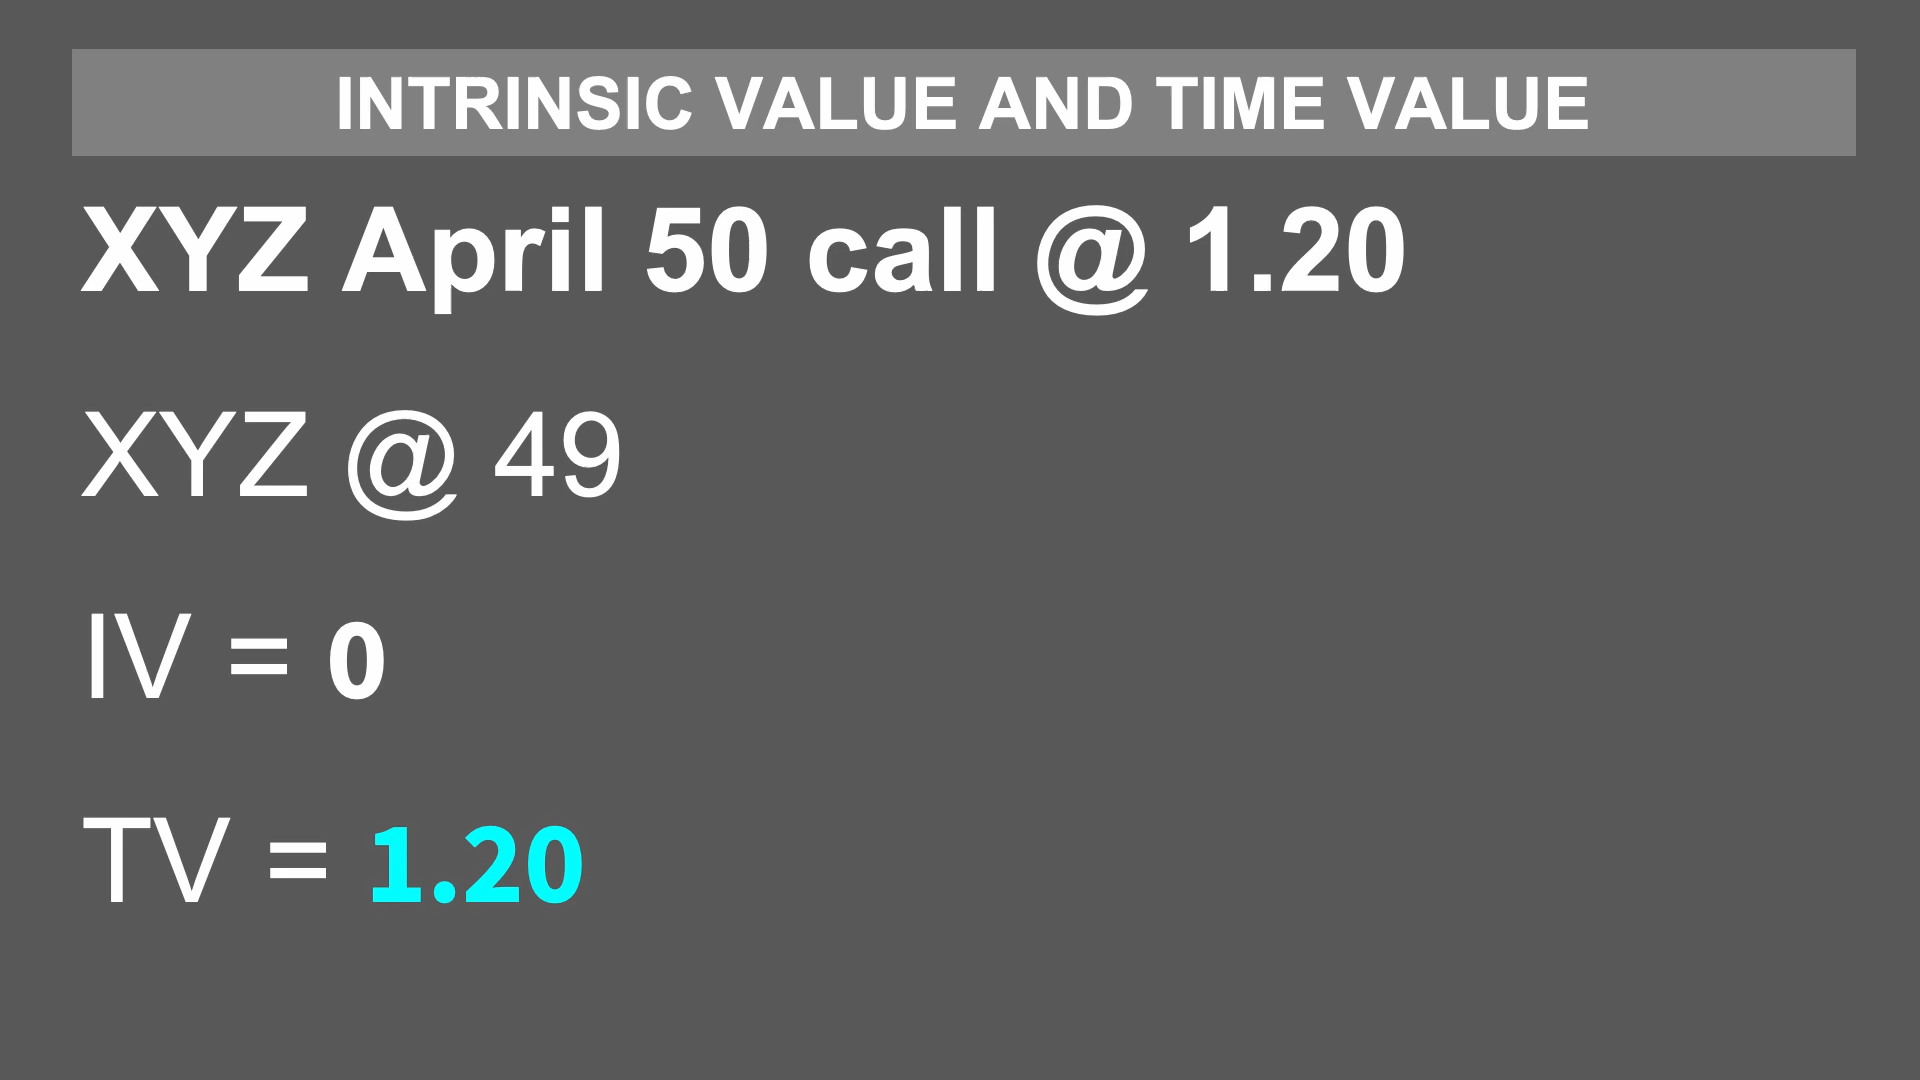 INTRINSIC VALUE AND TIME VALUE
XYZ April 50 call @ 1.20
XYZ @ 49
IV = 0
TV = 1.20